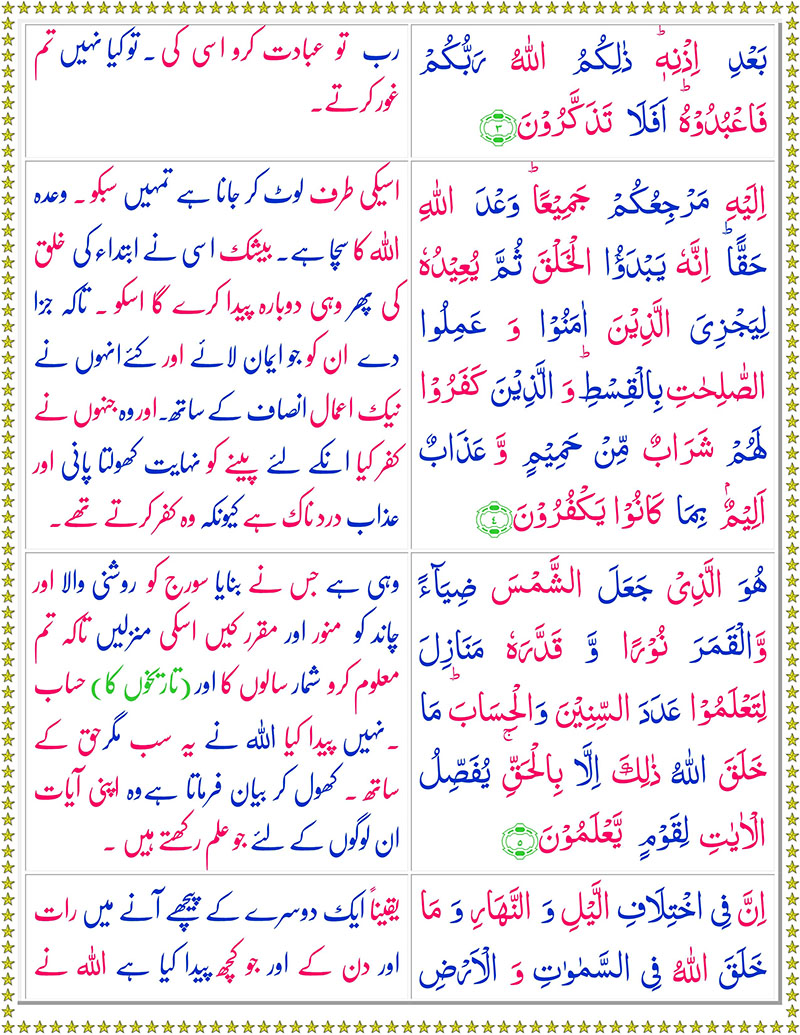 بَعْدِ اِذْنِهٖ ؕ ذٰلِكُمُ اللّٰهُ رَبُّكُمْ
فَاعْبُدُوْهُ ؕ اَفَلَا تَذَكَّرُوْنَ ﴿۳﴾
رب تو عبادت کرو اسی کی ۔ تو کیا نہیں تم
غور کرتے ۔
اِلَيْهِ مَرْجِعُكُمْ جَمِيْعًا ؕ وَعْدَ اللّٰهِ
حَقًّا ؕ اِنَّهٗ يَبْدَؤُا الْخَلْقَ ثُمَّ يُعِيْدُهٗ
لِيَجْزِىَ الَّذِيْنَ اٰمَنُوْا وَ عَمِلُوا
الصّٰلِحٰتِ بِالْقِسْطِ ؕ وَ الَّذِيْنَ كَفَرُوْا
لَهُمْ شَرَابٌ مِّنْ حَمِيْمٍ وَّ عَذَابٌ
اَلِيْمٌۢ بِمَا كَانُوْا يَكْفُرُوْنَ ﴿۴﴾
اسیکی طرف لوٹ کر جانا ہے تمہیں سبکو ۔ وعدہ
اللہ کا سچا ہے ۔ بیشک اسی نے ابتداء کی خلق
کی پھر وہی دوبارہ پیدا کرے گا اسکو ۔ تاکہ جزا
دے ان کو جو ایمان لائے اور کئے انہوں نے
نیک اعمال انصاف کے ساتھ۔ اور وہ جنہوں نے
کفر کیا انکے لئے پینے کو نہایت کھولتا پانی اور
عذاب درد ناک ہے کیونکہ وہ کفر کرتے تھے ۔
هُوَ الَّذِىْ جَعَلَ الشَّمْسَ ضِيَآءً
وَّالْقَمَرَ نُوْرًا وَّ قَدَّرَهٗ مَنَازِلَ
لِتَعْلَمُوْا عَدَدَ السِّنِيْنَ وَالْحِسَابَ ؕ مَا
خَلَقَ اللّٰهُ ذٰلِكَ اِلَّا بِالْحَقِّ ۚ يُفَصِّلُ
الْاٰيٰتِ لِقَوْمٍ يَّعْلَمُوْنَ ﴿۵﴾
وہی ہے جس نے بنایا سورج کو روشنی والا اور
چاند کو منور اور مقرر کیں اسکی منزلیں تاکہ تم
معلوم کرو شمار سالوں کا اور (تاریخوں کا) حساب
۔ نہیں پیدا کیا اللہ نے یہ سب مگر حق کے
ساتھ ۔ کھول کر بیان فرماتا ہے وہ اپنی آیات
ان لوگوں کے لئے جو علم رکھتے ہیں ۔
اِنَّ فِى اخْتِلَافِ الَّيْلِ وَ النَّهَارِ وَ مَا
خَلَقَ اللّٰهُ فِى السَّمٰوٰتِ وَ الْاَرْضِ
یقیناً ایک دوسرے کے پیچھے آنے میں رات
اور دن کے اور جو کچھ پیدا کیا ہے اللہ نے